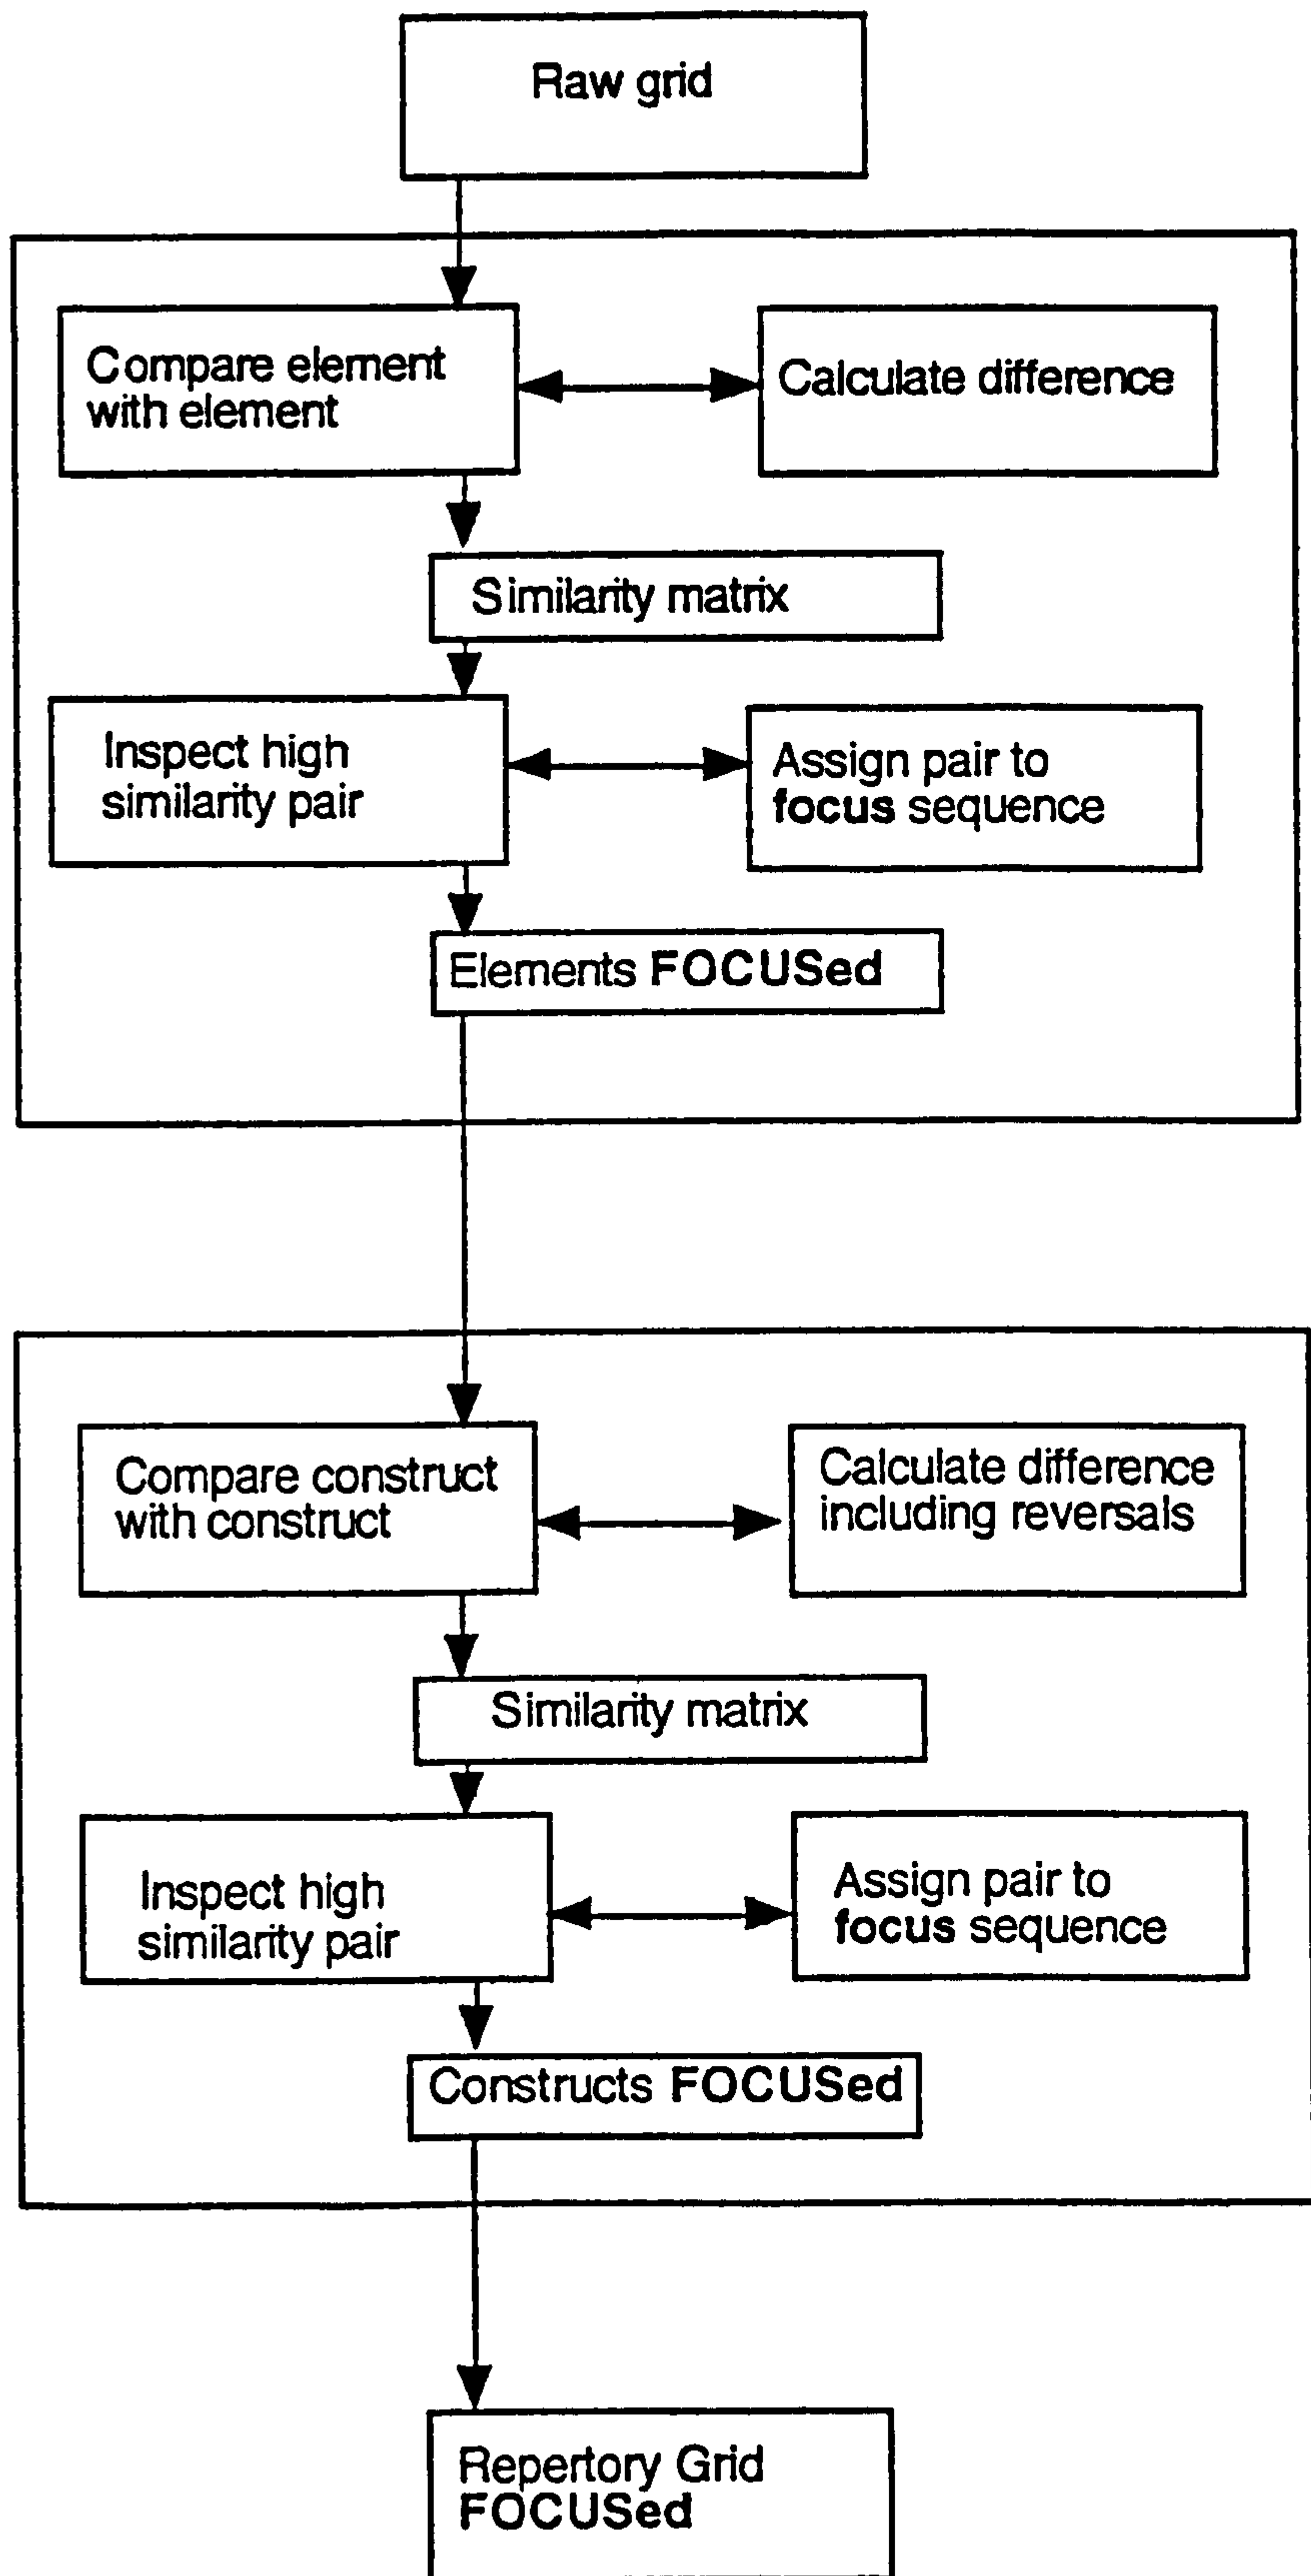 Raw grid
Compare element
with element
Calculate difference
Similarity matrix
Inspect high
similarity pair
Assign pair to
focus sequence
Elements FOCUSed
Compare construct
with construct
Calculate difference
including reversals
Similarity matrix
Inspect high
similarity pair
Assign pair to
focus sequence
Constructs FOCUSed
Repertory Grid
FOCUSed